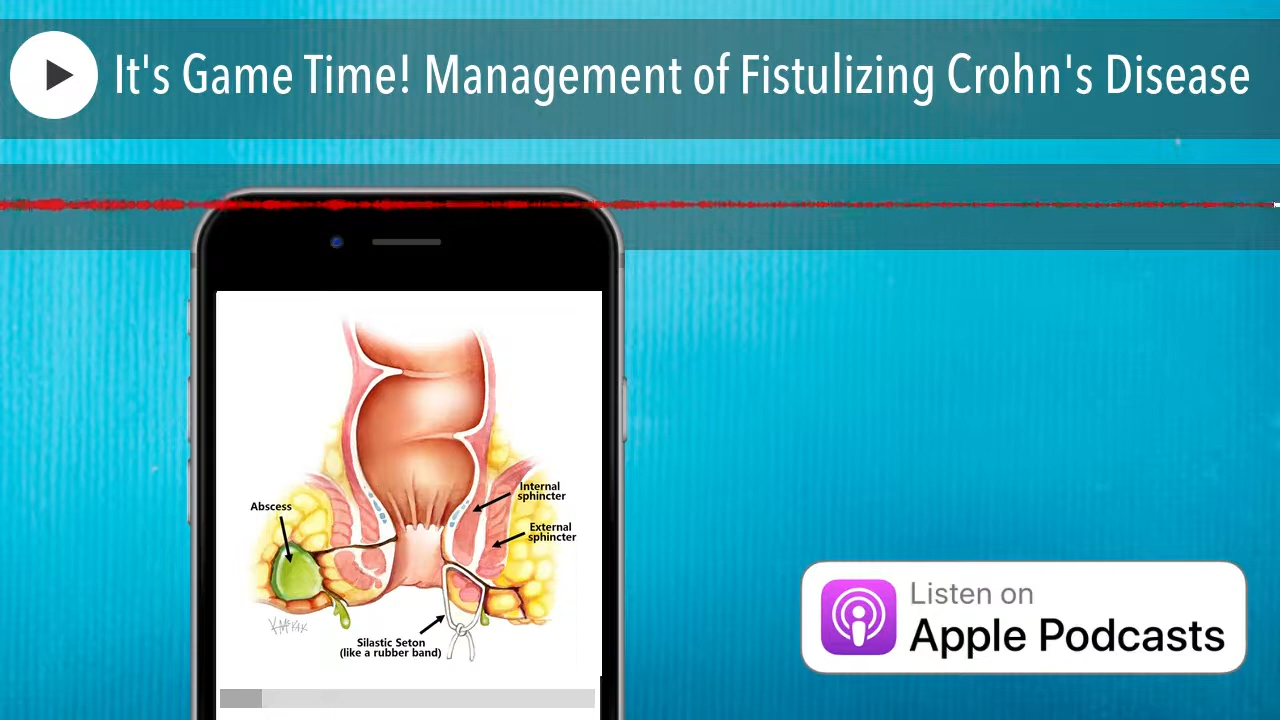 It's Game Time! Management of Fistulizing Crohn's Disease
Internal
sphincter
Abscess
External
sphincter
Silastic Seton
(like a rubber band)
Listen on
Apple Podcasts